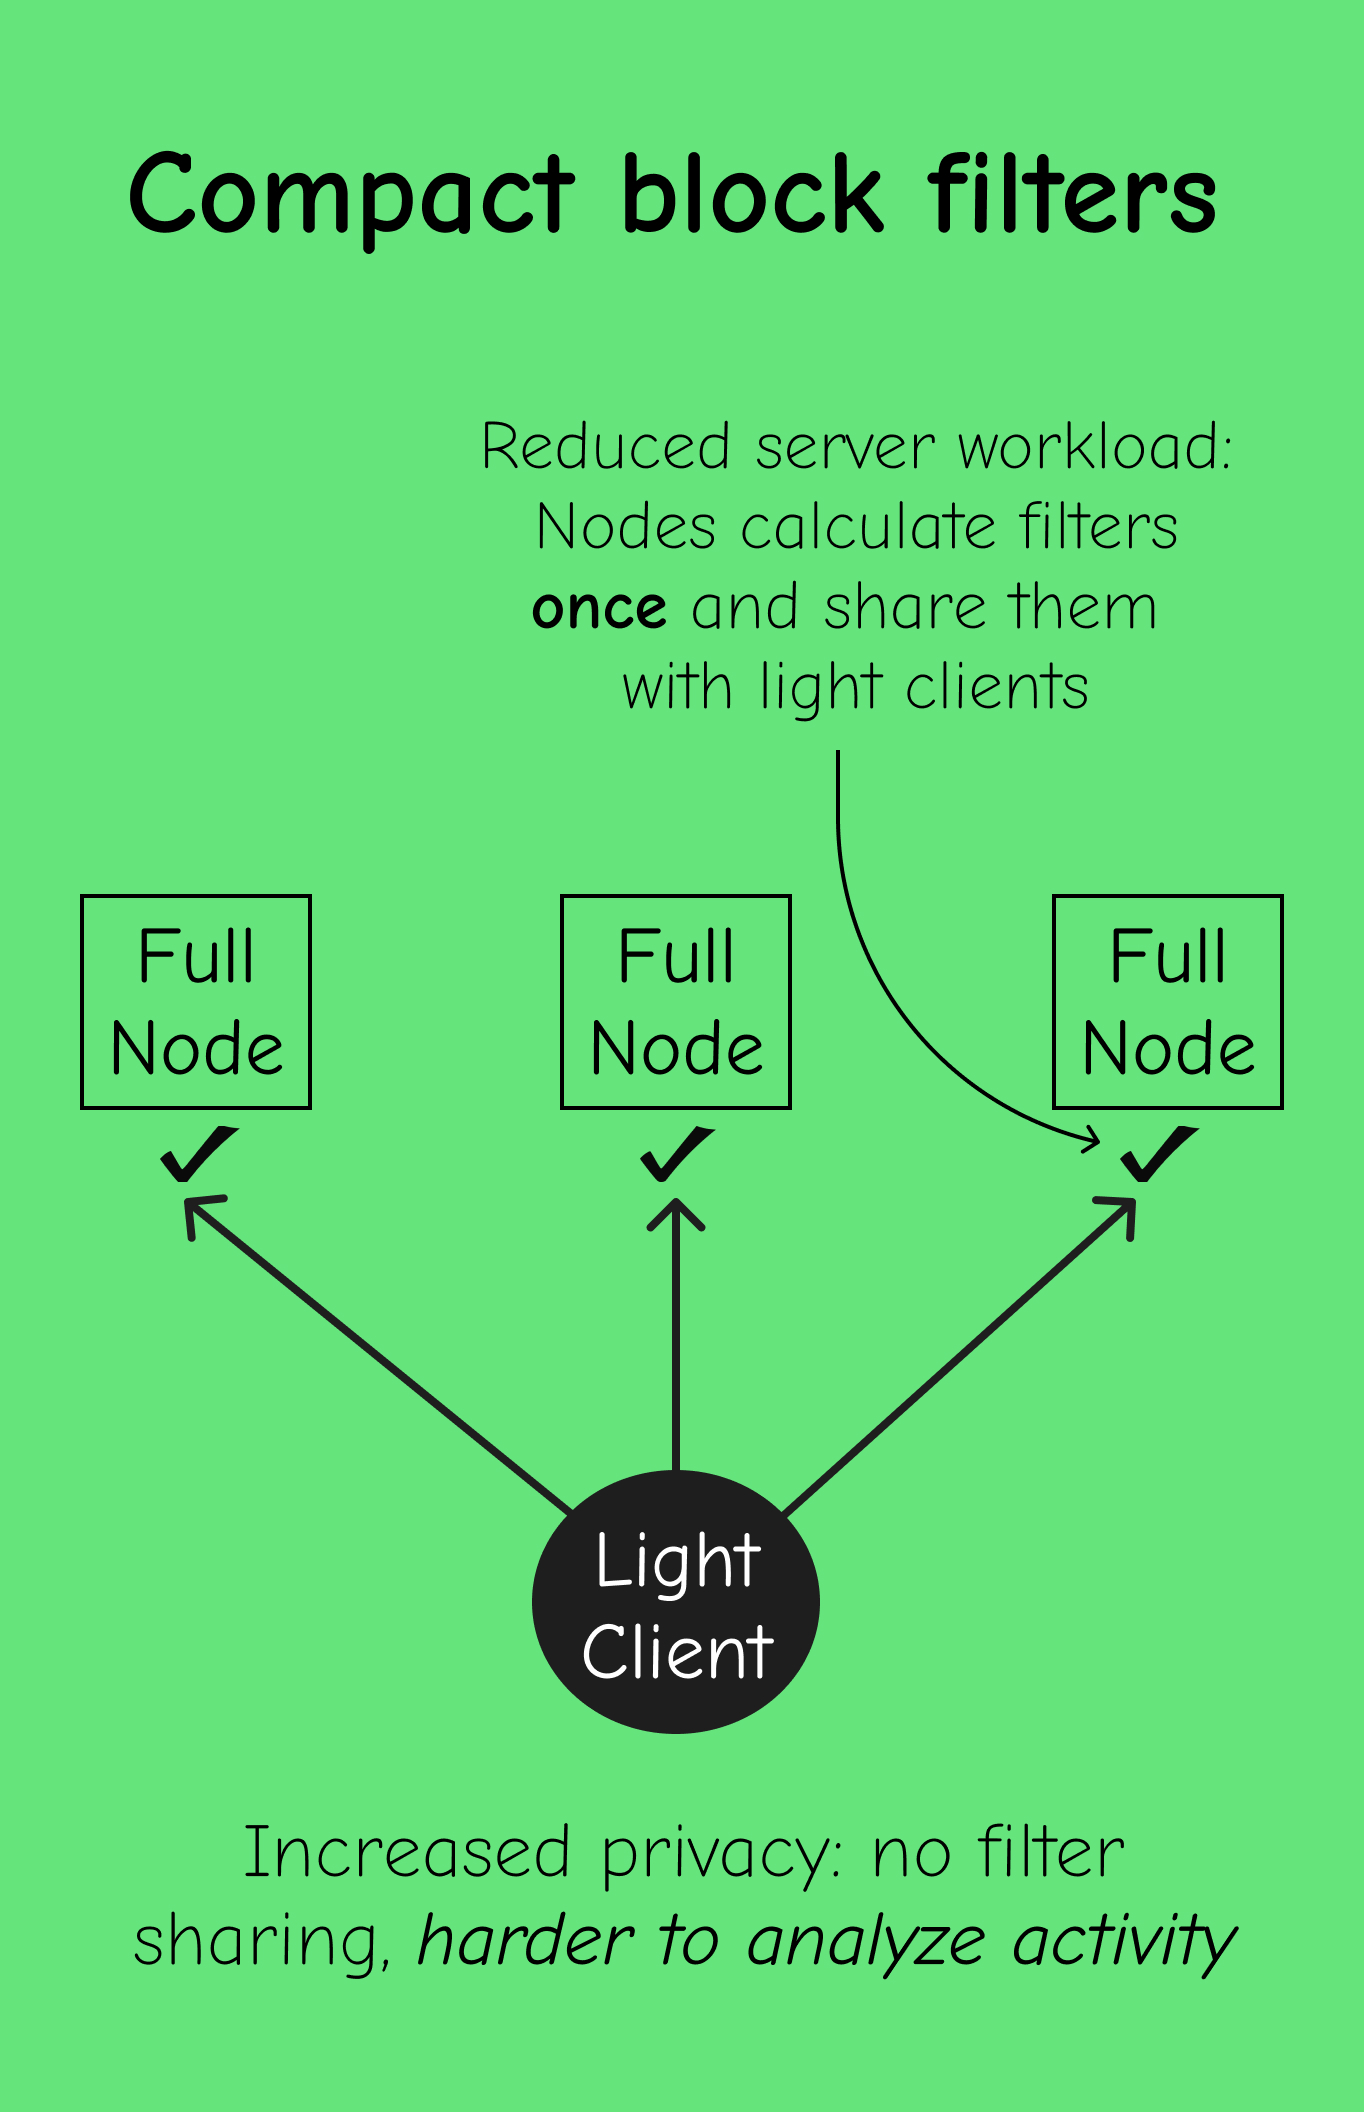 Compact block filters
Reduced server workload:
Nodes calculate filters
once and share them
with light clients
Full
Node
Full
Node
Full
Node
Light
Client
Increased privacy: no filter
sharing, harder to analyze activity